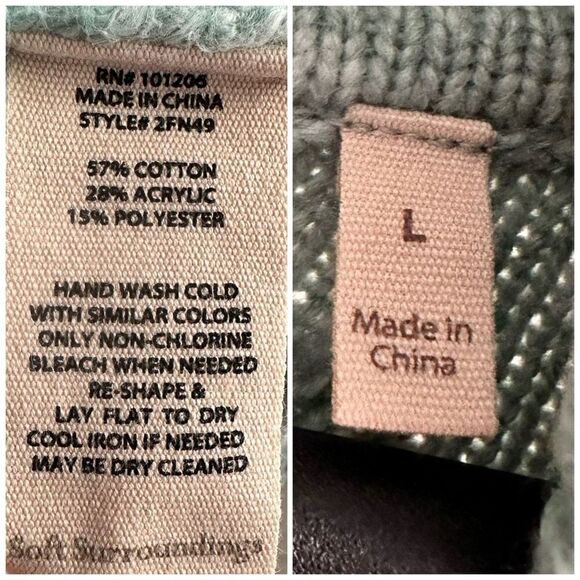 RN# 101206
MADE IN CHINA
STYLE# 2FN49
57% COTTON
28% ACRYLIC
15% POLYESTER
HAND WASH COLD
WITH SIMILAR COLORS
ONLY NON-CHLORINE
BLEACH WHEN NEEDED
RE-SHAPE &
LAY FLAT TO DRY
COOL IRON IF NEEDED
MAY BE DRY CLEANED
Soft Surroundings
L
Made in
China